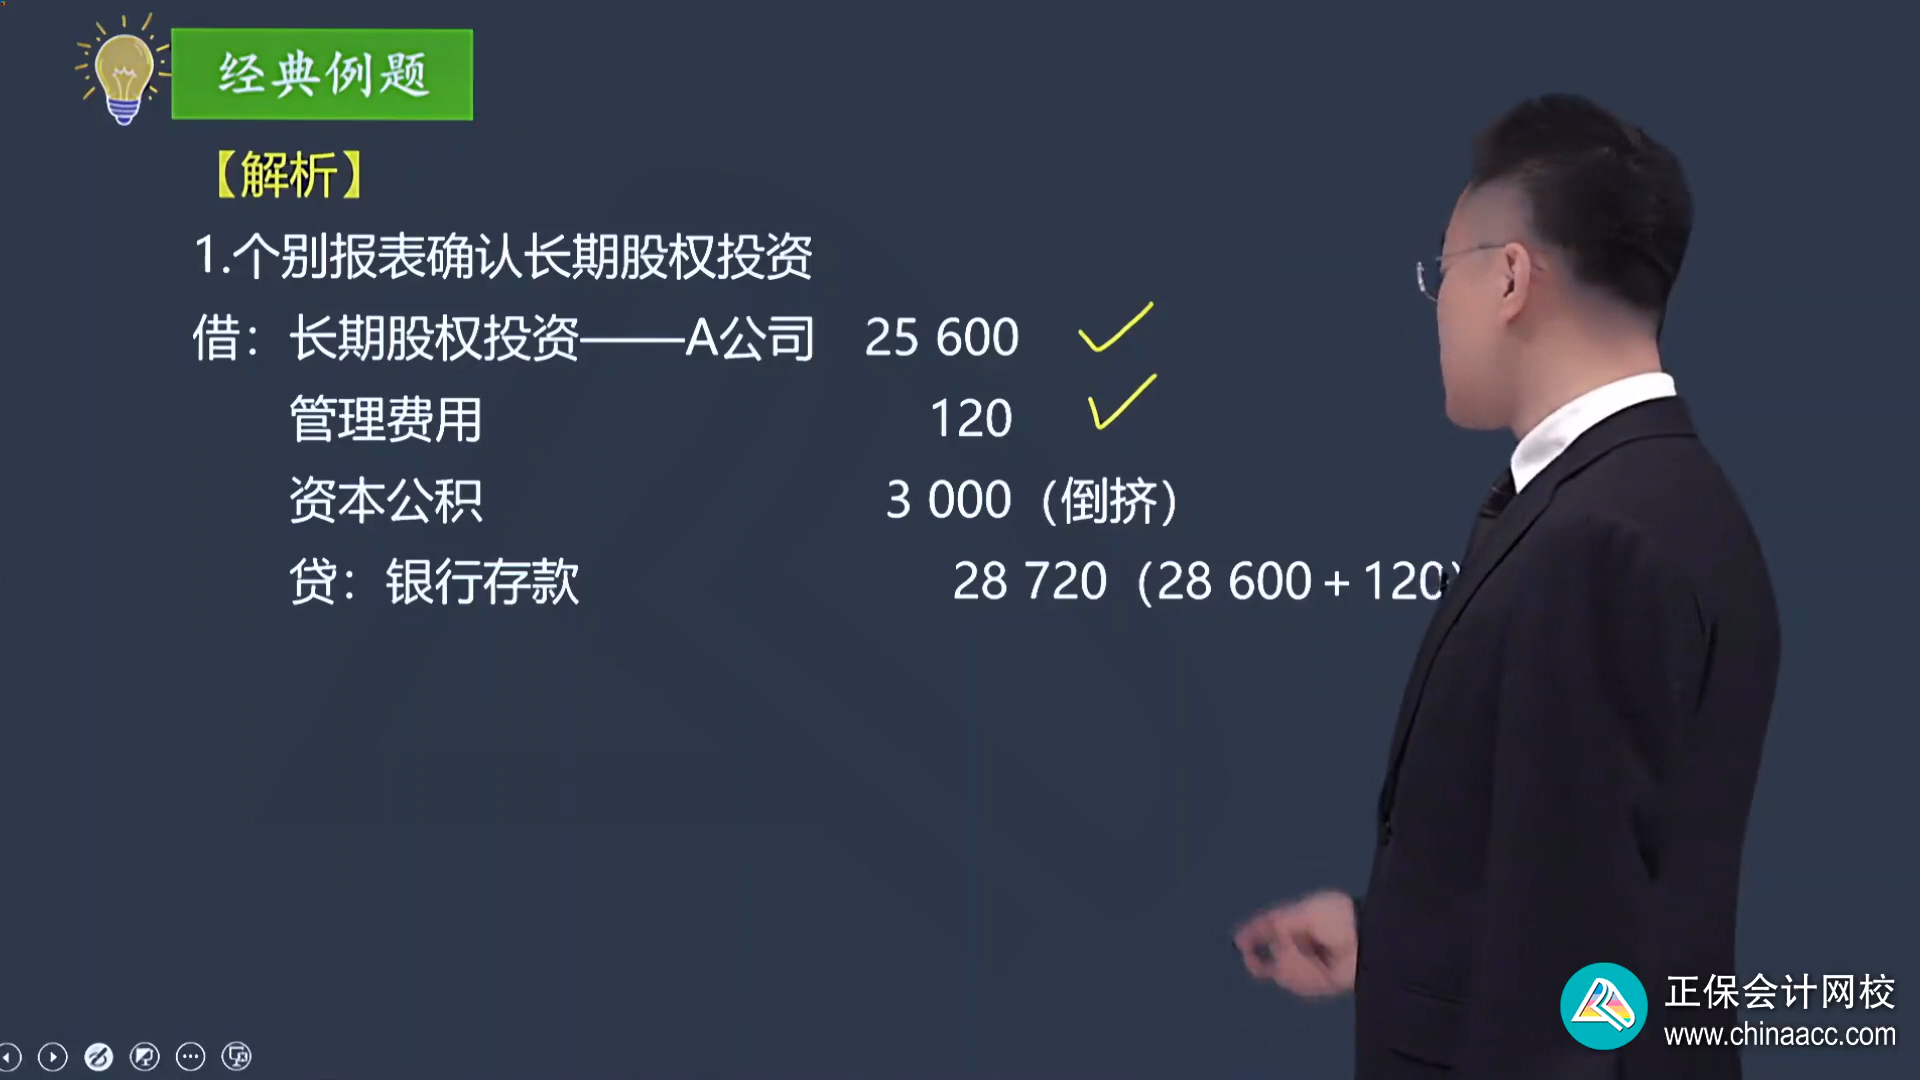 经典例题
【解析】
1.个别报表确认长期股权投资
借：长期股权投资——A公司 25 600
管理费用 120
资本公积 3 000（倒挤）
贷：银行存款 28 720（28 600＋120）
正保会计网校
www.chinaacc.com